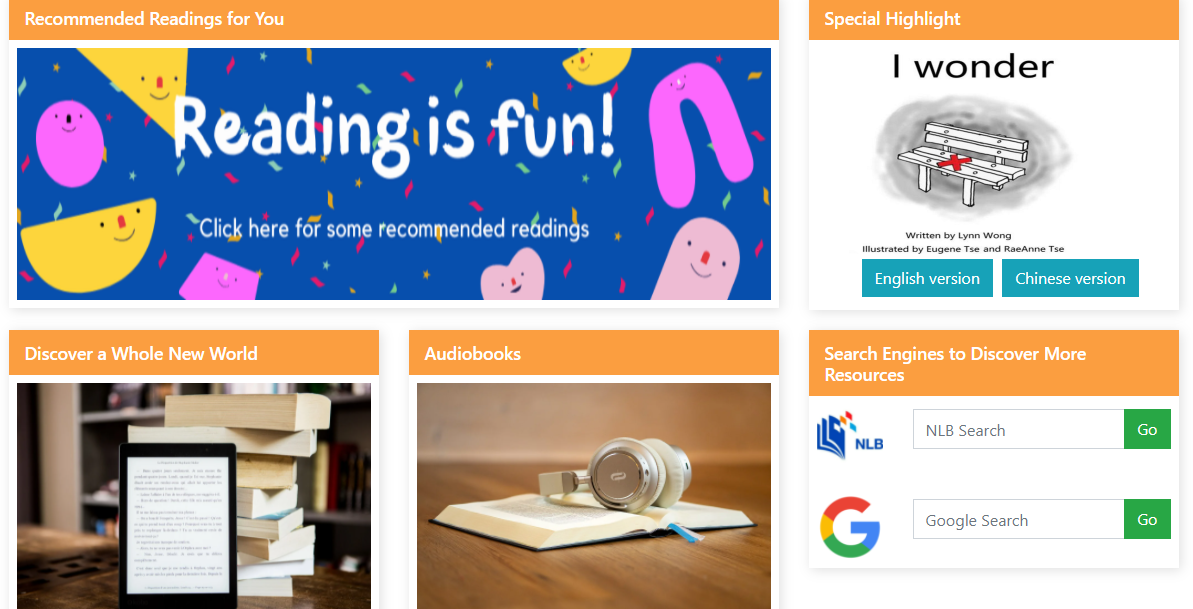 Recommended Readings for You
Reading is fun!
Click here for some recommended readings
Special Highlight
I wonder
Written by Lynn Wong
Illustrated by Eugene Tse and RaeAnne Tse
English version
Chinese version
Discover a Whole New World
Audiobooks
Search Engines to Discover More
Resources
NLB
NLB Search
Go
Google Search
Go